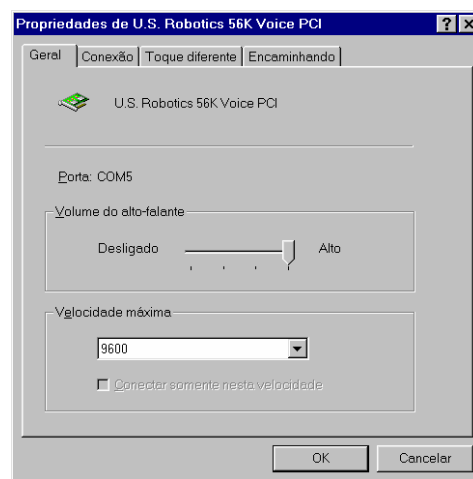 Propriedades de U.S. Robotics 56K Voice PCI
Geral Conexão Toque diferente Encaminhando
U.S. Robotics 56K Voice PCI
Porta: COM5
Volume do alto-falante
Desligado Alto
Velocidade máxima
9600
Conectar somente nesta velocidade
OK Cancelar